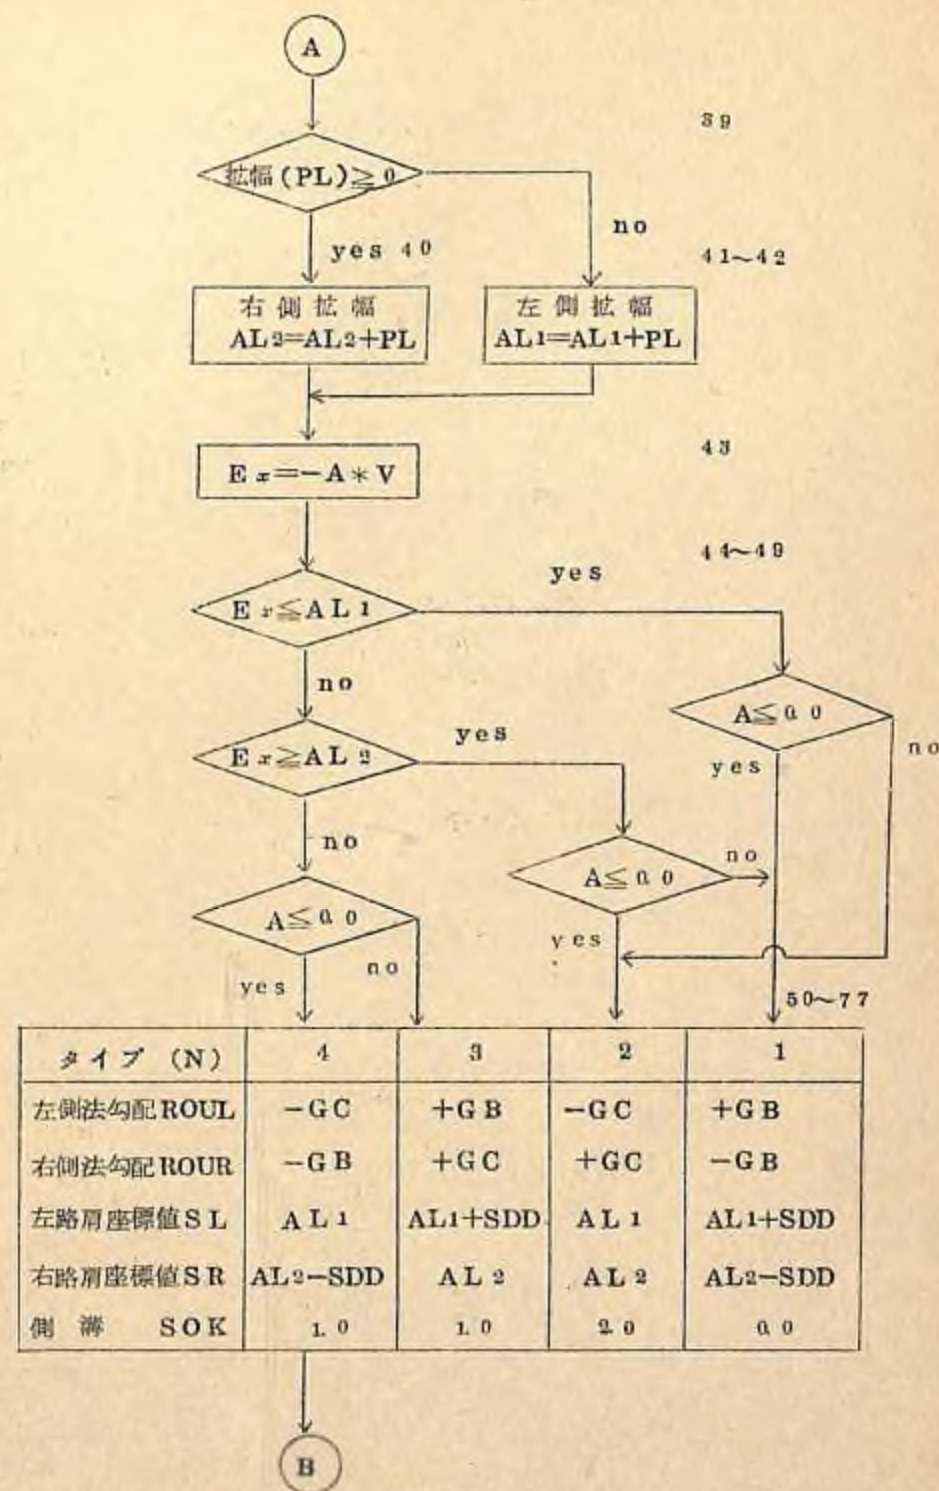 A
39
拡幅(PL)≧0
no
yes 40
41～42
右側拡幅
AL2=AL2+PL
左側拡幅
AL1=AL1+PL
43
Ex=-A*V
44～49
yes
Ex≦AL1
no
A≦0.0
yes
Ex≧AL2
no
yes
no
no
A≦0.0
A≦0.0
yes
no
yes
50～77
タイプ (N) 4 3 2 1
左側法勾配ROUL -GC +GB -GC +GB
右側法勾配ROUR -GB +GC +GC -GB
左路肩座標値SL AL1 AL1+SDD AL1 AL1+SDD
右路肩座標値SR AL2-SDD AL2 AL2 AL2-SDD
側溝 SOK 1.0 1.0 2.0 0.0
B